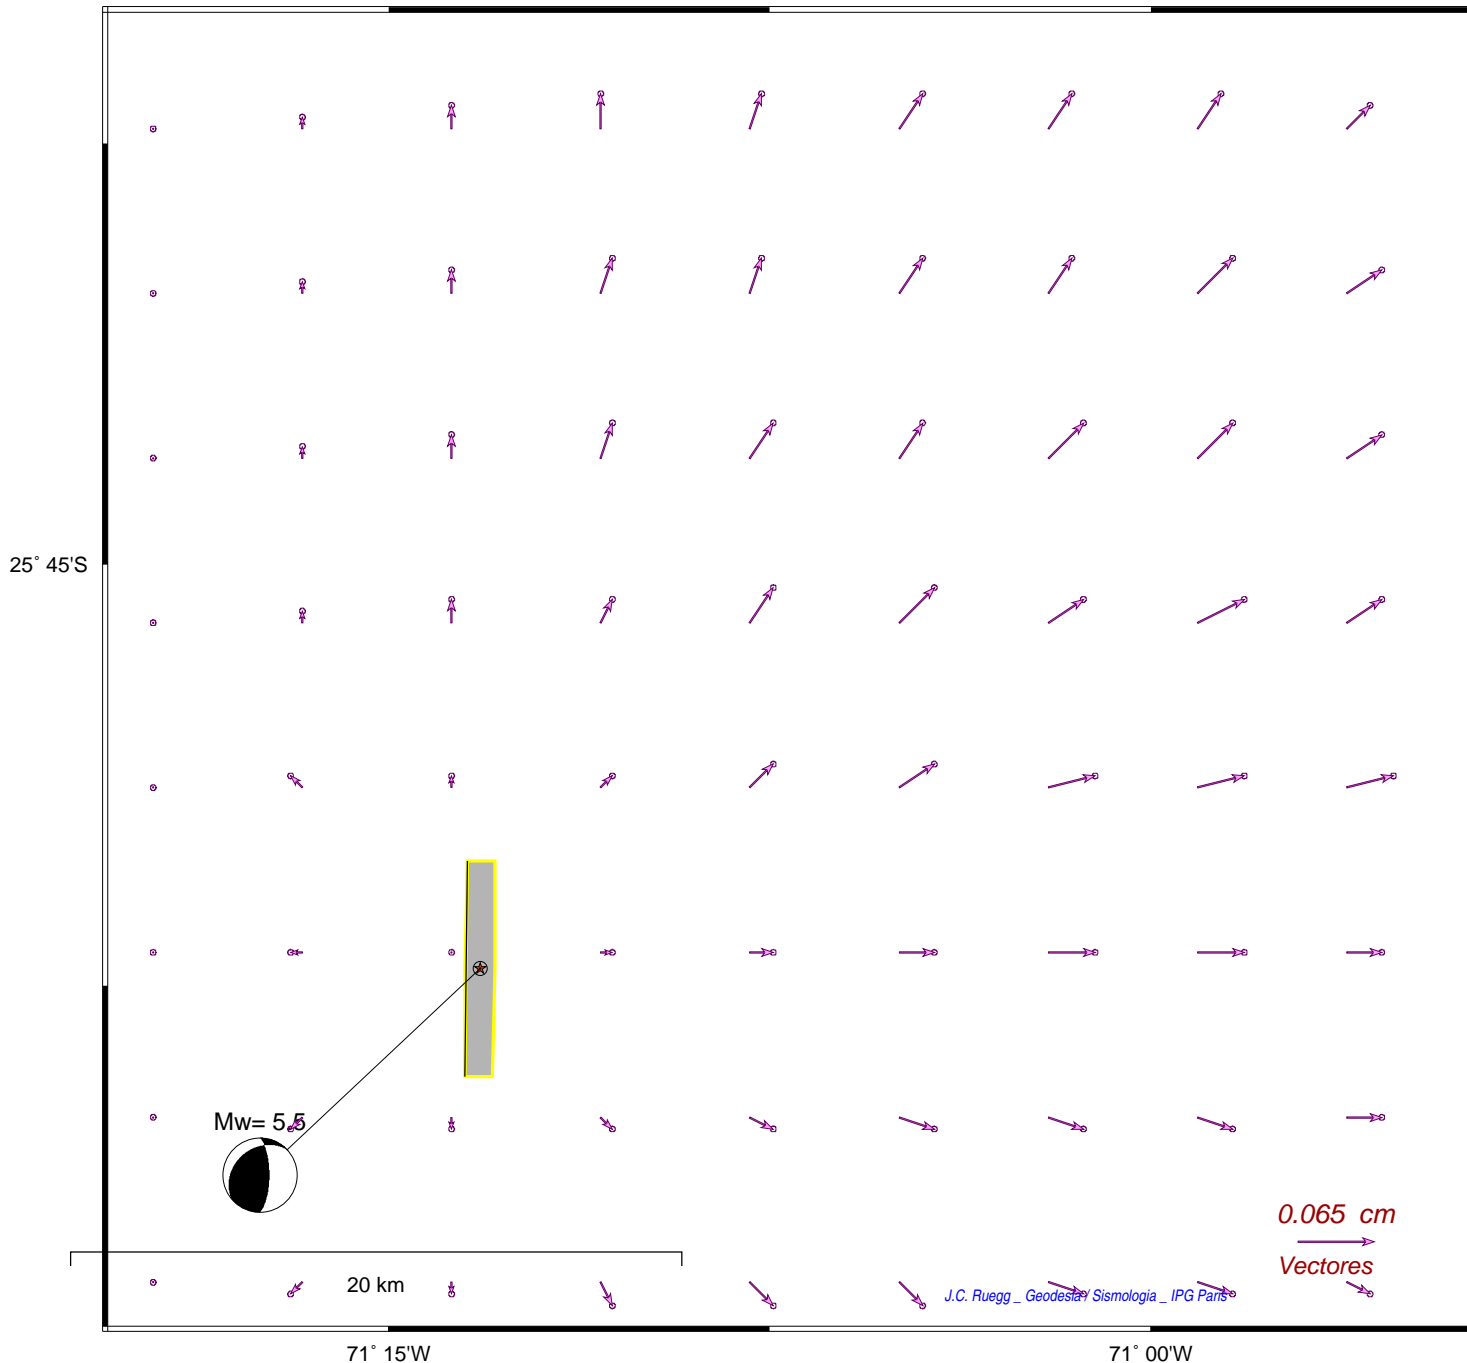 25° 45'S
Mw= 5.5
0.065 cm
Vectores
20 km
J.C. Ruegg _ Geodesia / Sismologia _ IPG Paris
71° 15'W
71° 00'W